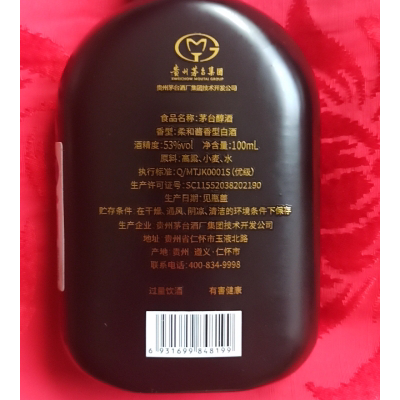 贵州茅台集团
KWEICHOW MOUTAI GROUP
贵州茅台酒厂集团技术开发公司
食品名称：茅台醇酒
香型：柔和酱香型白酒
酒精度：53%vol 净含量：100mL
原料：高粱、小麦、水
执行标准：Q/MTJK0001S（优级）
生产许可证号：SC11552038202190
生产日期：见瓶盖
贮存条件：在干燥、通风、阴凉、清洁的环境条件下保存
生产企业：贵州茅台酒厂集团技术开发公司
地址：贵州省仁怀市玉液北路
产地：贵州 遵义·仁怀市
联系电话：400-834-9998
过量饮酒 有害健康
6931699848199